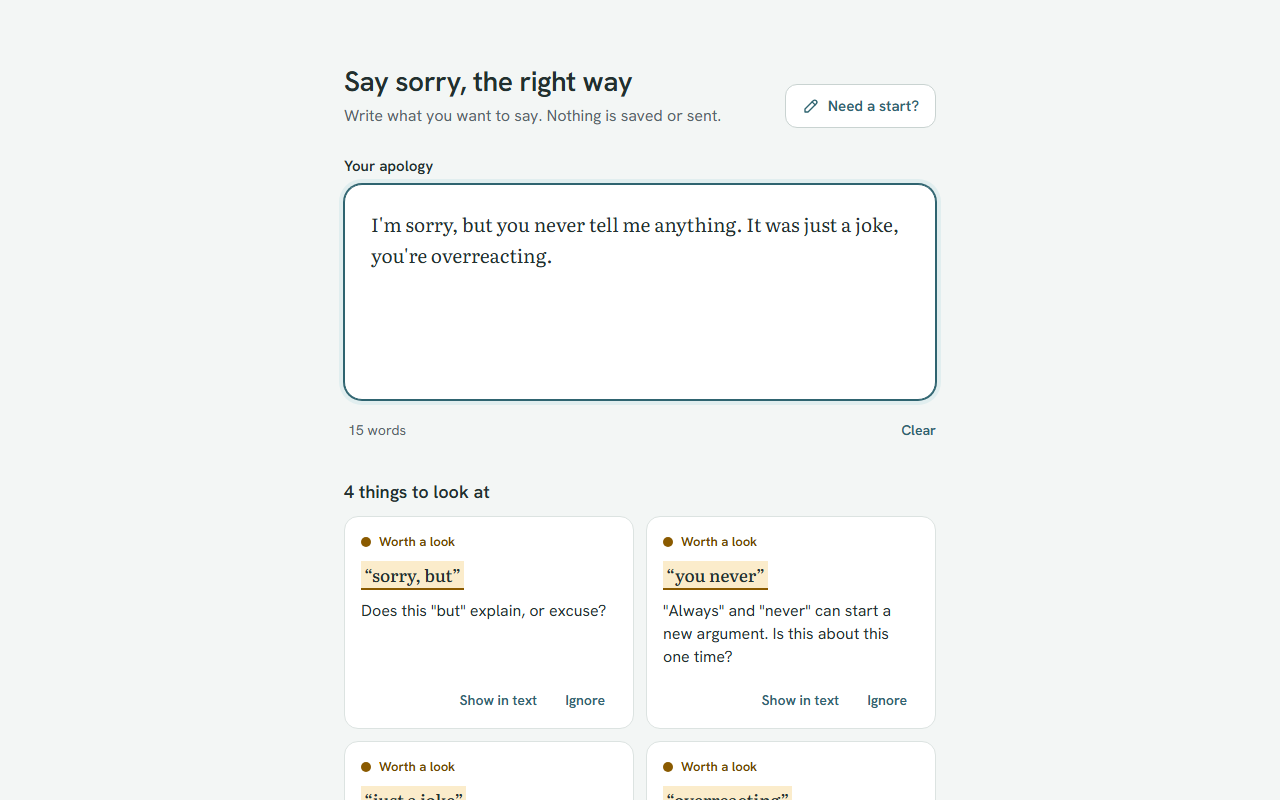 Say sorry, the right way
Write what you want to say. Nothing is saved or sent.
Need a start?
Your apology
I'm sorry, but you never tell me anything. It was just a joke,
you're overreacting.
15 words
Clear
4 things to look at
Worth a look
“sorry, but”
Does this "but" explain, or excuse?
Show in text
Ignore
Worth a look
“you never”
"Always" and "never" can start a
new argument. Is this about this
one time?
Show in text
Ignore
Worth a look
“just a joke”
Worth a look
“overreacting”